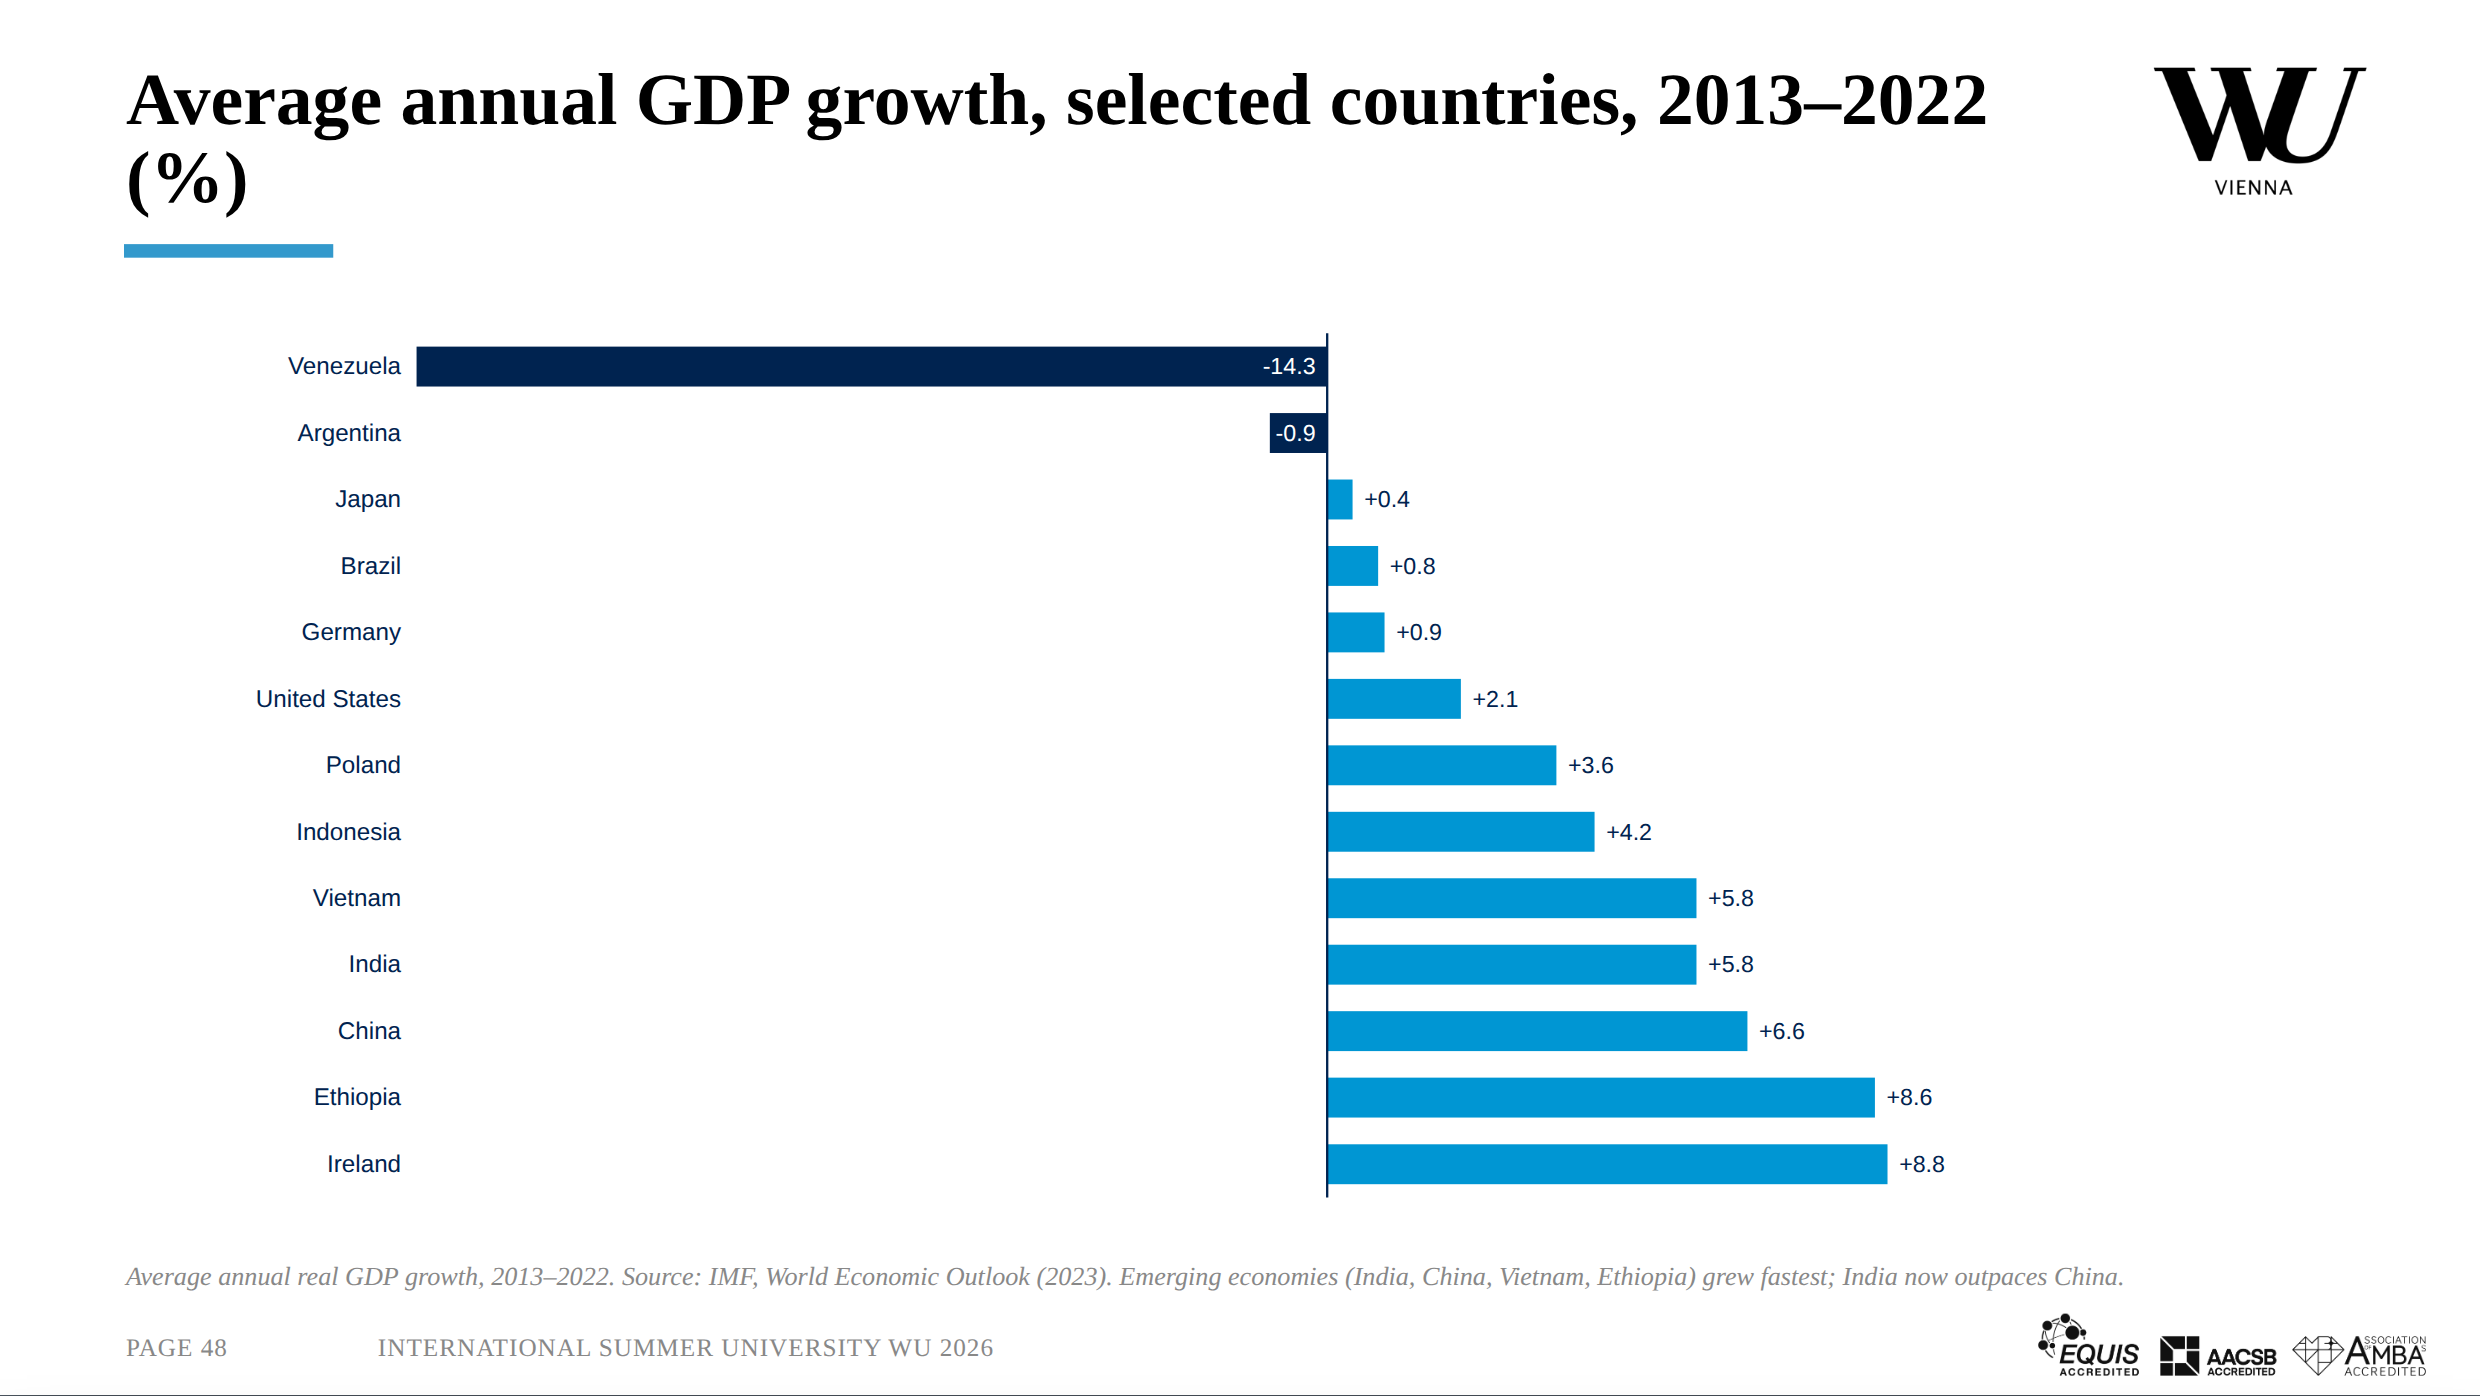 Average annual GDP growth, selected countries, 2013–2022
(%)
WU
VIENNA
Venezuela -14.3
Argentina -0.9
Japan +0.4
Brazil +0.8
Germany +0.9
United States +2.1
Poland +3.6
Indonesia +4.2
Vietnam +5.8
India +5.8
China +6.6
Ethiopia +8.6
Ireland +8.8
Average annual real GDP growth, 2013–2022. Source: IMF, World Economic Outlook (2023). Emerging economies (India, China, Vietnam, Ethiopia) grew fastest; India now outpaces China.
PAGE 48 INTERNATIONAL SUMMER UNIVERSITY WU 2026
EQUIS
ACCREDITED
AACSB
ACCREDITED
ASSOCIATION
OF
AMBAS
ACCREDITED